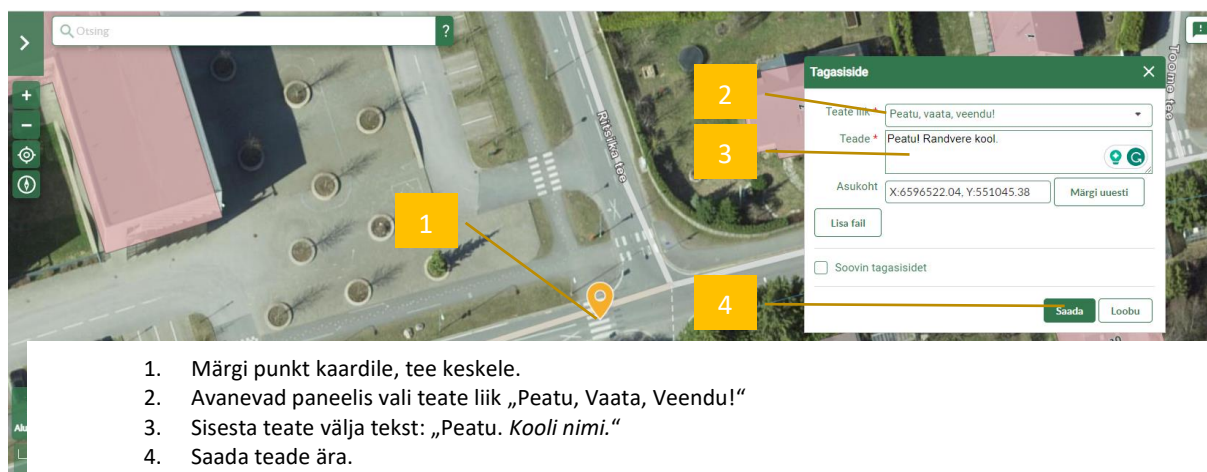 Otsing
?
Tagasiside
Teate liik *
Peatu, vaata, veendu!
Teade *
Peatu! Randvere kool.
Asukoht
X:6596522.04, Y:551045.38
Märgi uuesti
Lisa fail
Soovin tagasisidet
Saada
Loobu
1
2
3
4
Ritsika tee
Toolme tee
1. Märgi punkt kaardile, tee keskele.
2. Avanevad paneelis vali teate liik „Peatu, Vaata, Veendu!“
3. Sisesta teate välja tekst: „Peatu. Kooli nimi.“
4. Saada teade ära.